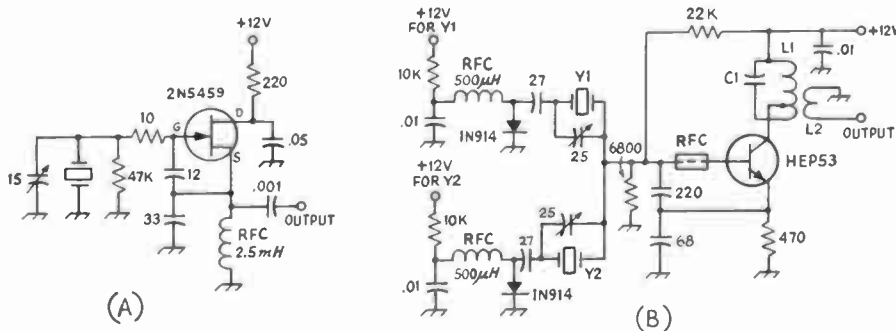 +12V
220
2N5459
D
G
S
10
.05
15
47K
12
33
.001
OUTPUT
RFC
2.5mH
(A)
+12V
FOR Y1
10K
RFC
500µH
27
Y1
.01
IN914
25
+12V
FOR Y2
10K
RFC
500µH
25
27
Y2
.01
IN914
22K
+12V
.01
L1
C1
L2
OUTPUT
6800
RFC
HEP53
220
68
470
(B)